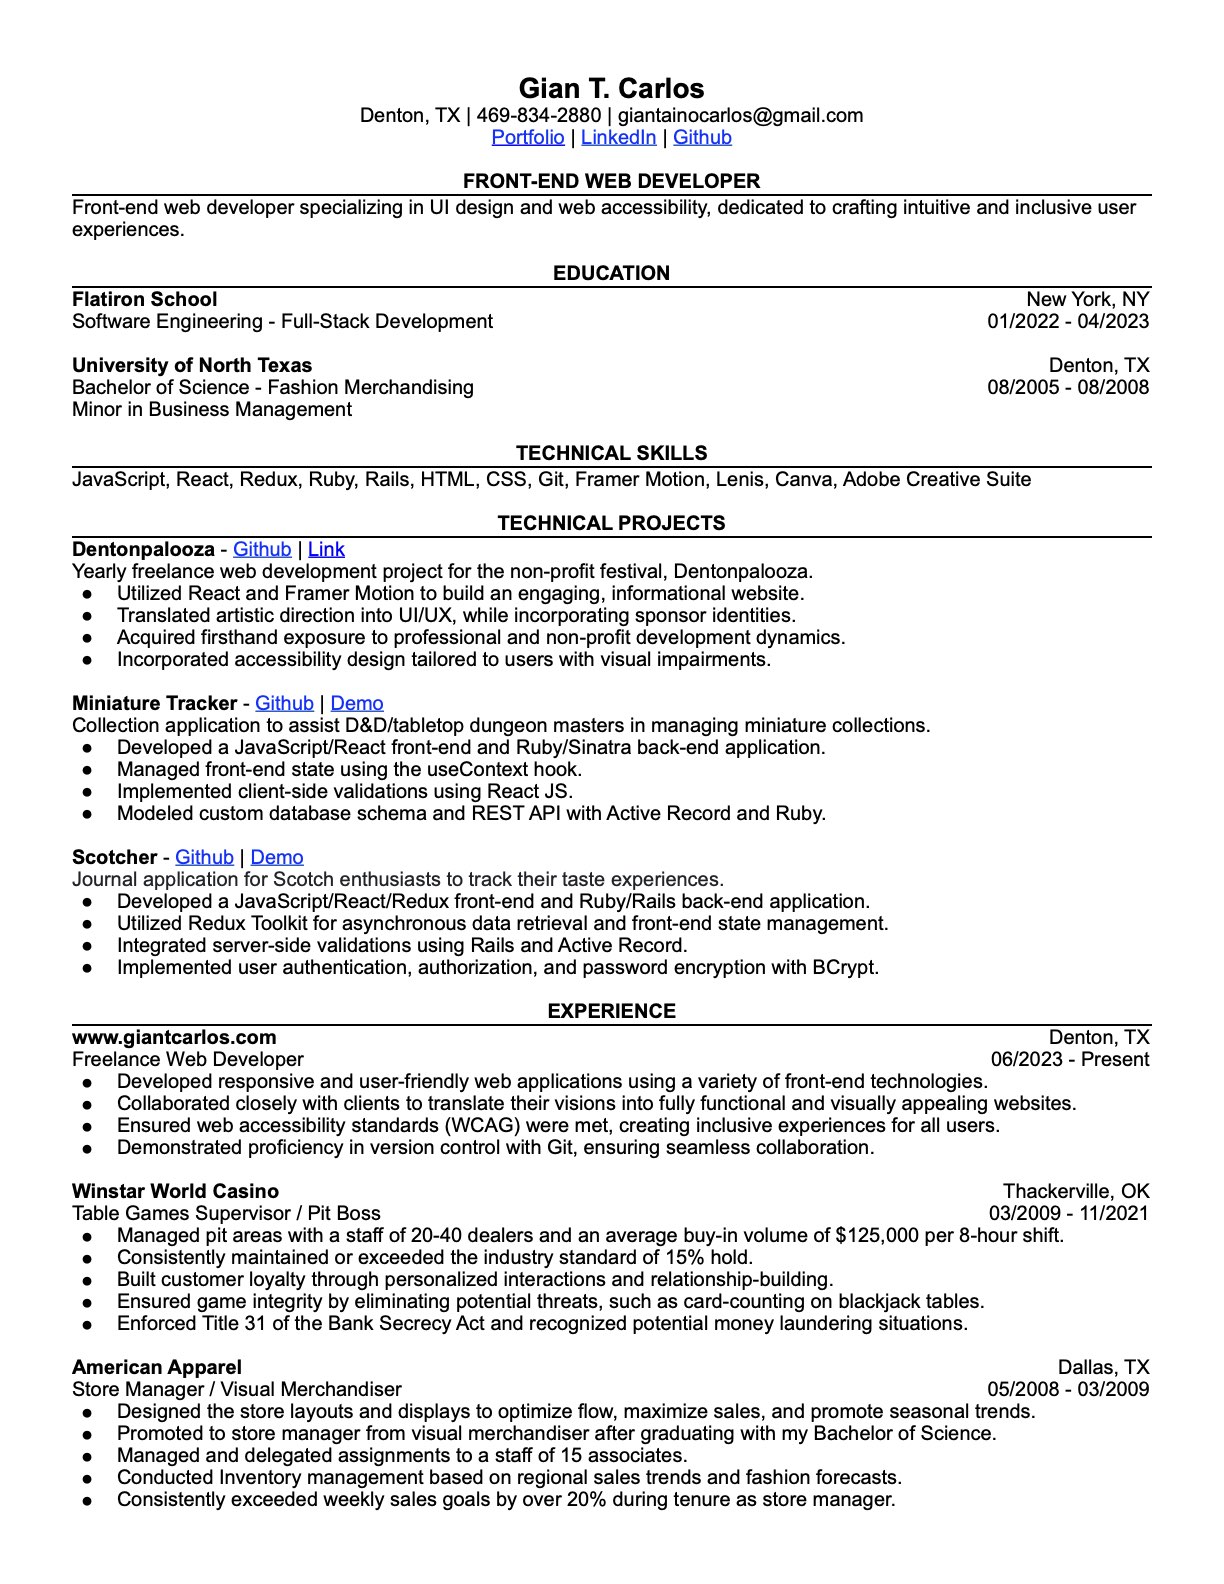 Gian T. Carlos
Denton, TX | 469-834-2880 | giantainocarlos@gmail.com
Portfolio | LinkedIn | Github
FRONT-END WEB DEVELOPER
Front-end web developer specializing in UI design and web accessibility, dedicated to crafting intuitive and inclusive user
experiences.
EDUCATION
Flatiron School New York, NY
Software Engineering - Full-Stack Development 01/2022 - 04/2023
University of North Texas Denton, TX
Bachelor of Science - Fashion Merchandising 08/2005 - 08/2008
Minor in Business Management
TECHNICAL SKILLS
JavaScript, React, Redux, Ruby, Rails, HTML, CSS, Git, Framer Motion, Lenis, Canva, Adobe Creative Suite
TECHNICAL PROJECTS
Dentonpalooza - Github | Link
Yearly freelance web development project for the non-profit festival, Dentonpalooza.
● Utilized React and Framer Motion to build an engaging, informational website.
● Translated artistic direction into UI/UX, while incorporating sponsor identities.
● Acquired firsthand exposure to professional and non-profit development dynamics.
● Incorporated accessibility design tailored to users with visual impairments.
Miniature Tracker - Github | Demo
Collection application to assist D&D/tabletop dungeon masters in managing miniature collections.
● Developed a JavaScript/React front-end and Ruby/Sinatra back-end application.
● Managed front-end state using the useContext hook.
● Implemented client-side validations using React JS.
● Modeled custom database schema and REST API with Active Record and Ruby.
Scotcher - Github | Demo
Journal application for Scotch enthusiasts to track their taste experiences.
● Developed a JavaScript/React/Redux front-end and Ruby/Rails back-end application.
● Utilized Redux Toolkit for asynchronous data retrieval and front-end state management.
● Integrated server-side validations using Rails and Active Record.
● Implemented user authentication, authorization, and password encryption with BCrypt.
EXPERIENCE
www.giantcarlos.com Denton, TX
Freelance Web Developer 06/2023 - Present
● Developed responsive and user-friendly web applications using a variety of front-end technologies.
● Collaborated closely with clients to translate their visions into fully functional and visually appealing websites.
● Ensured web accessibility standards (WCAG) were met, creating inclusive experiences for all users.
● Demonstrated proficiency in version control with Git, ensuring seamless collaboration.
Winstar World Casino Thackerville, OK
Table Games Supervisor / Pit Boss 03/2009 - 11/2021
● Managed pit areas with a staff of 20-40 dealers and an average buy-in volume of $125,000 per 8-hour shift.
● Consistently maintained or exceeded the industry standard of 15% hold.
● Built customer loyalty through personalized interactions and relationship-building.
● Ensured game integrity by eliminating potential threats, such as card-counting on blackjack tables.
● Enforced Title 31 of the Bank Secrecy Act and recognized potential money laundering situations.
American Apparel Dallas, TX
Store Manager / Visual Merchandiser 05/2008 - 03/2009
● Designed the store layouts and displays to optimize flow, maximize sales, and promote seasonal trends.
● Promoted to store manager from visual merchandiser after graduating with my Bachelor of Science.
● Managed and delegated assignments to a staff of 15 associates.
● Conducted Inventory management based on regional sales trends and fashion forecasts.
● Consistently exceeded weekly sales goals by over 20% during tenure as store manager.